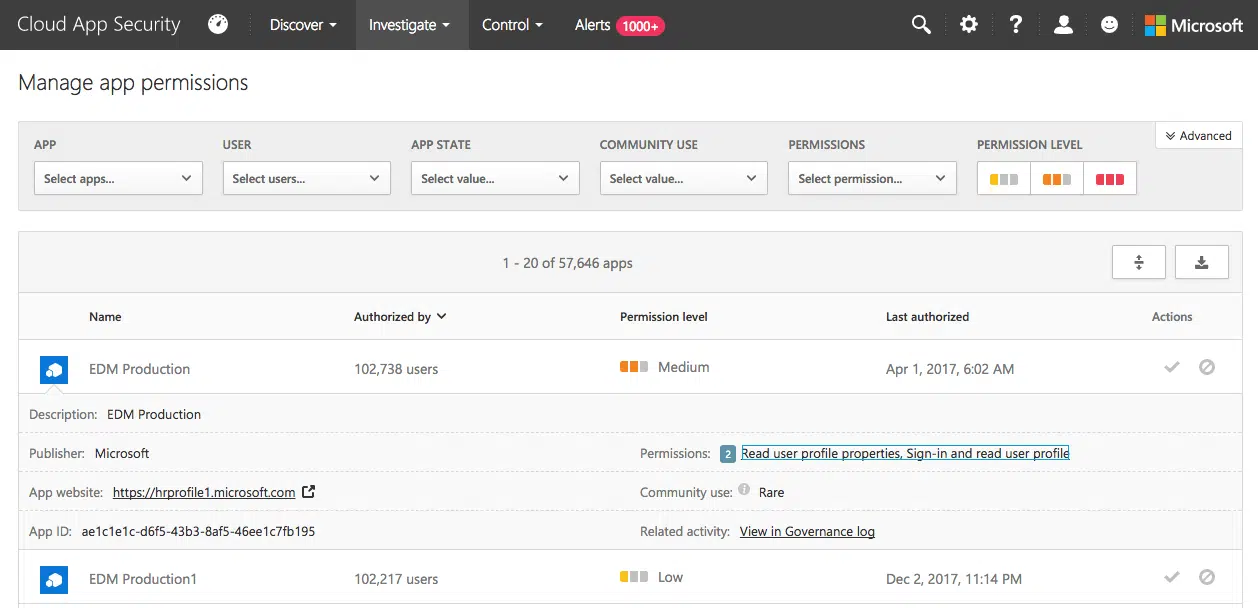 Cloud App Security Discover Investigate Control Alerts 1000+ ? Microsoft
Manage app permissions
Advanced
APP USER APP STATE COMMUNITY USE PERMISSIONS PERMISSION LEVEL
Select apps... Select users... Select value... Select value... Select permission...
1 - 20 of 57,646 apps
Name Authorized by Permission level Last authorized Actions
EDM Production 102,738 users Medium Apr 1, 2017, 6:02 AM
Description: EDM Production
Publisher: Microsoft Permissions: 2 Read user profile properties, Sign-in and read user profile
App website: https://hrprofile1.microsoft.com Community use: Rare
App ID: ae1c1e1c-d6f5-43b3-8af5-46ee1c7fb195 Related activity: View in Governance log
EDM Production1 102,217 users Low Dec 2, 2017, 11:14 PM